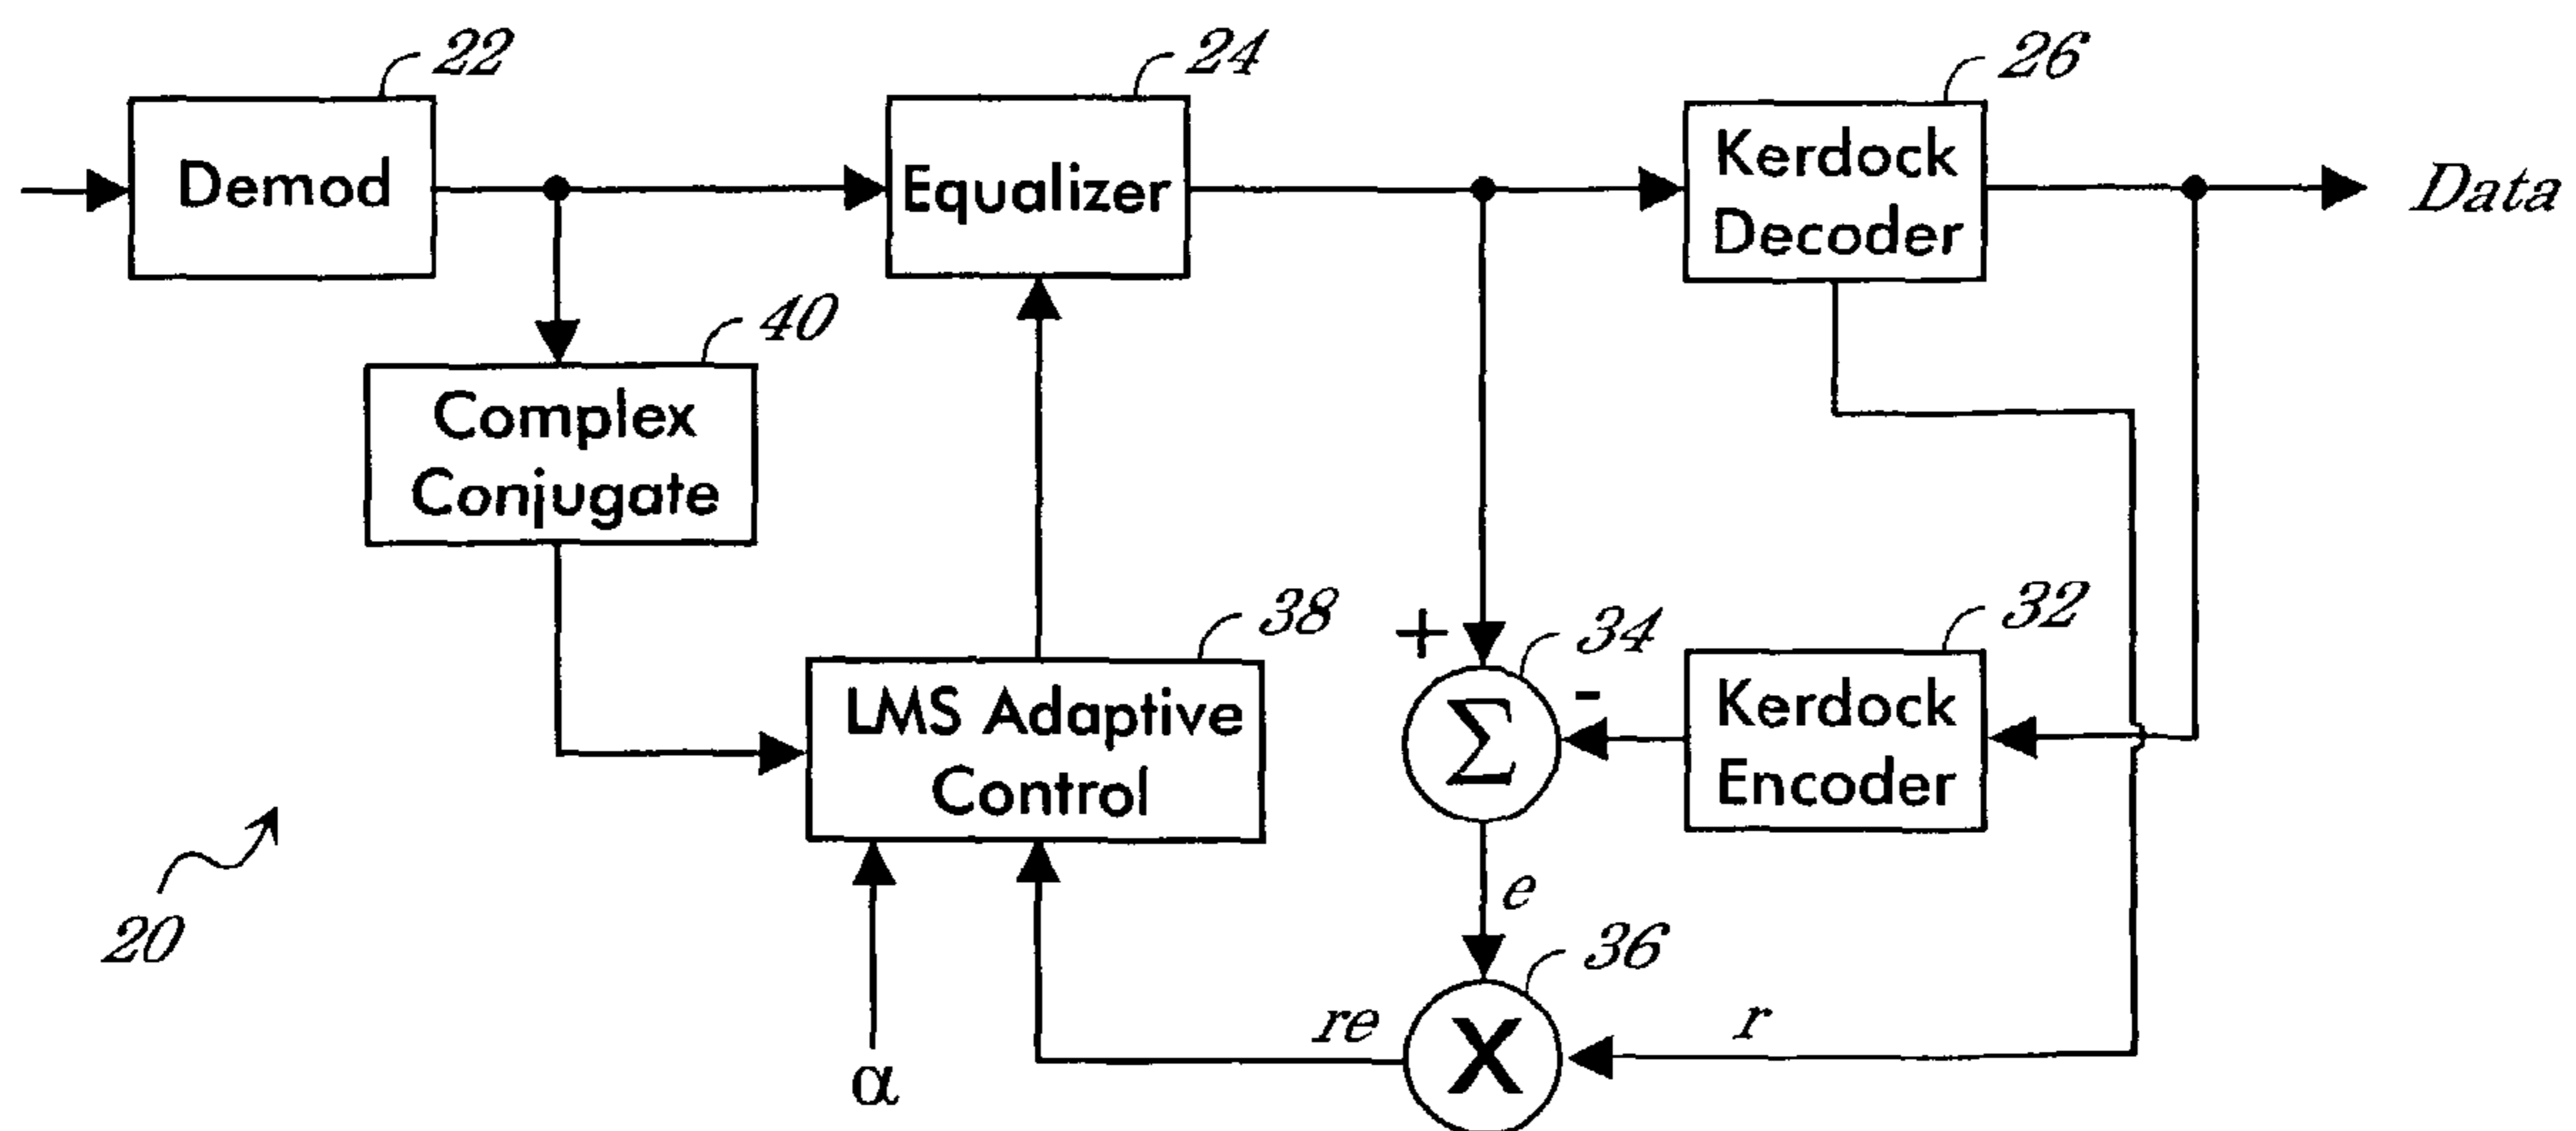 22
24
26
Demod
Equalizer
Kerdock
Decoder
Data
40
Complex
Conjugate
38
34
32
+
-
LMS Adaptive
Control
Σ
Kerdock
Encoder
20
e
36
re
X
r
α